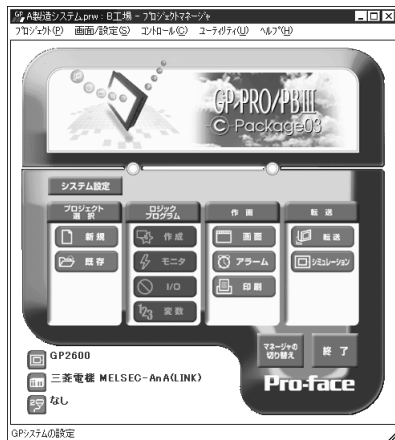 A製造システム.prw : B工場 - プロジェクトマネージャ
プロジェクト(P) 画面/設定(S) コントロール(C) ユーティリティ(U) ヘルプ(H)
GP-PRO/PBIII
C-Package03
システム設定
プロジェクト選択
新規
既存
ロジックプログラム
作成
モニタ
I/O
変数
作画
画面
アラーム
印刷
転送
転送
シミュレーション
GP2600
三菱電機 MELSEC-AnA(LINK)
なし
マネージャの切り替え
終了
Pro-face
GPシステムの設定